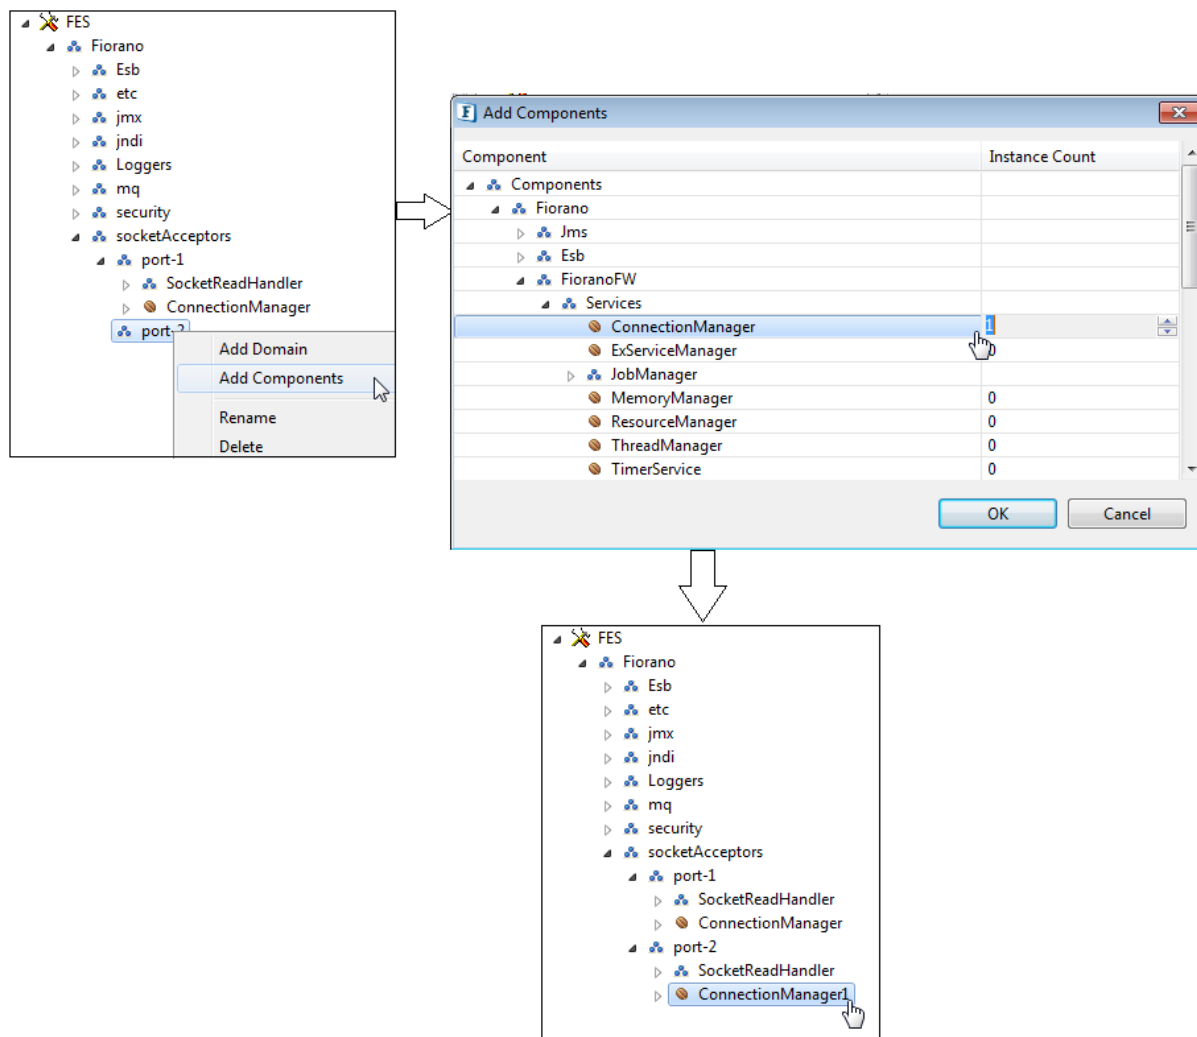 FES
Fiorano
Esb
etc
jmx
jndi
Loggers
mq
security
socketAcceptors
port-1
SocketReadHandler
ConnectionManager
port-2
Add Domain
Add Components
Rename
Delete
Add Components
Component Instance Count
Components
Fiorano
Jms
Esb
FioranoFW
Services
ConnectionManager 1
ExServiceManager 0
JobManager
MemoryManager 0
ResourceManager 0
ThreadManager 0
TimerService 0
OK Cancel
FES
Fiorano
Esb
etc
jmx
jndi
Loggers
mq
security
socketAcceptors
port-1
SocketReadHandler
ConnectionManager
port-2
SocketReadHandler
ConnectionManager1